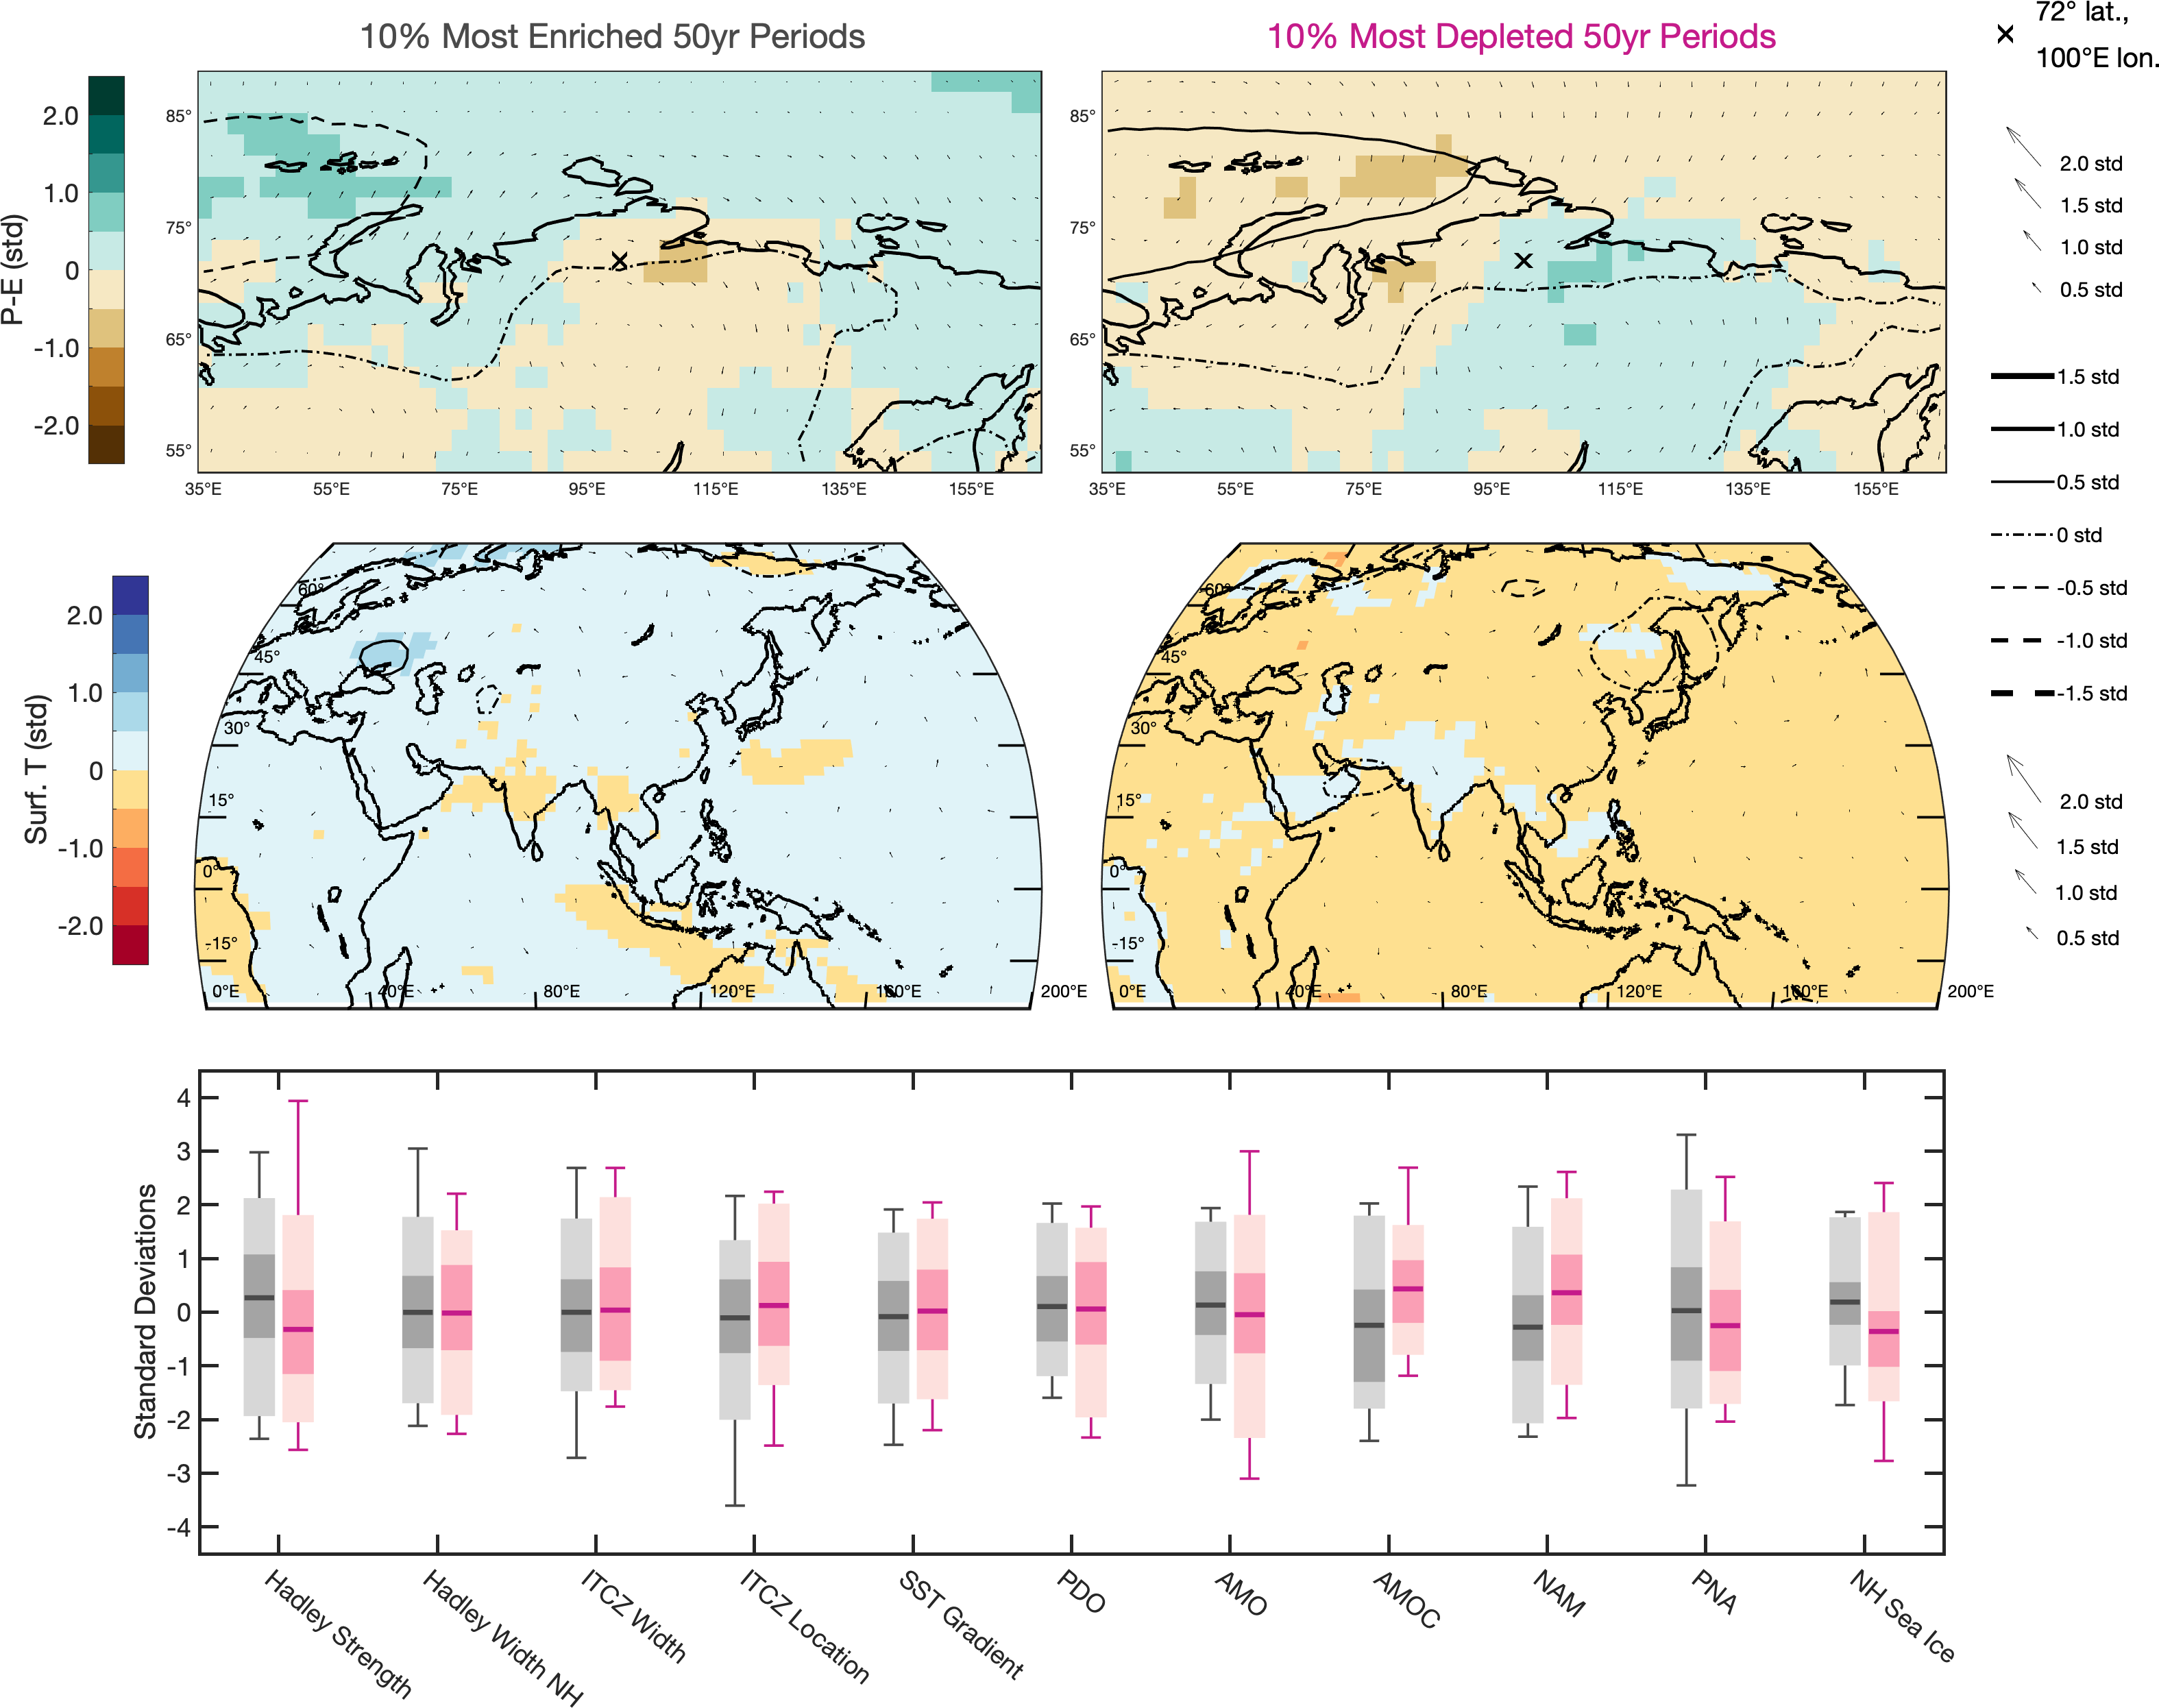 10% Most Enriched 50yr Periods
10% Most Depleted 50yr Periods
72° lat.,
100°E lon.
P-E (std)
2.0
1.0
0
-1.0
-2.0
85°
75°
65°
55°
35°E 55°E 75°E 95°E 115°E 135°E 155°E
85°
75°
65°
55°
35°E 55°E 75°E 95°E 115°E 135°E 155°E
2.0 std
1.5 std
1.0 std
0.5 std
1.5 std
1.0 std
0.5 std
0 std
-0.5 std
-1.0 std
-1.5 std
Surf. T (std)
2.0
1.0
0
-1.0
-2.0
60°
45°
30°
15°
0°
-15°
0°E 40°E 80°E 120°E 160°E 200°E
60°
45°
30°
15°
0°
-15°
0°E 40°E 80°E 120°E 160°E 200°E
2.0 std
1.5 std
1.0 std
0.5 std
Standard Deviations
4
3
2
1
0
-1
-2
-3
-4
Hadley Strength
Hadley Width NH
ITCZ Width
ITCZ Location
SST Gradient
PDO
AMO
AMOC
NAM
PNA
NH Sea Ice